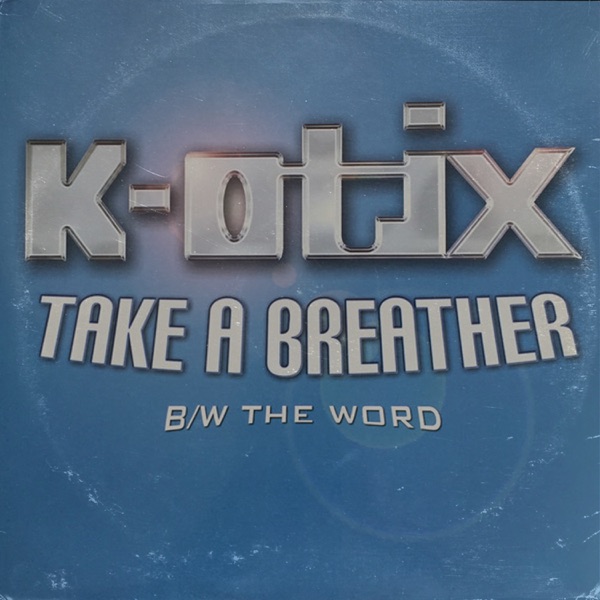 K-otix
TAKE A BREATHER
B/W THE WORD